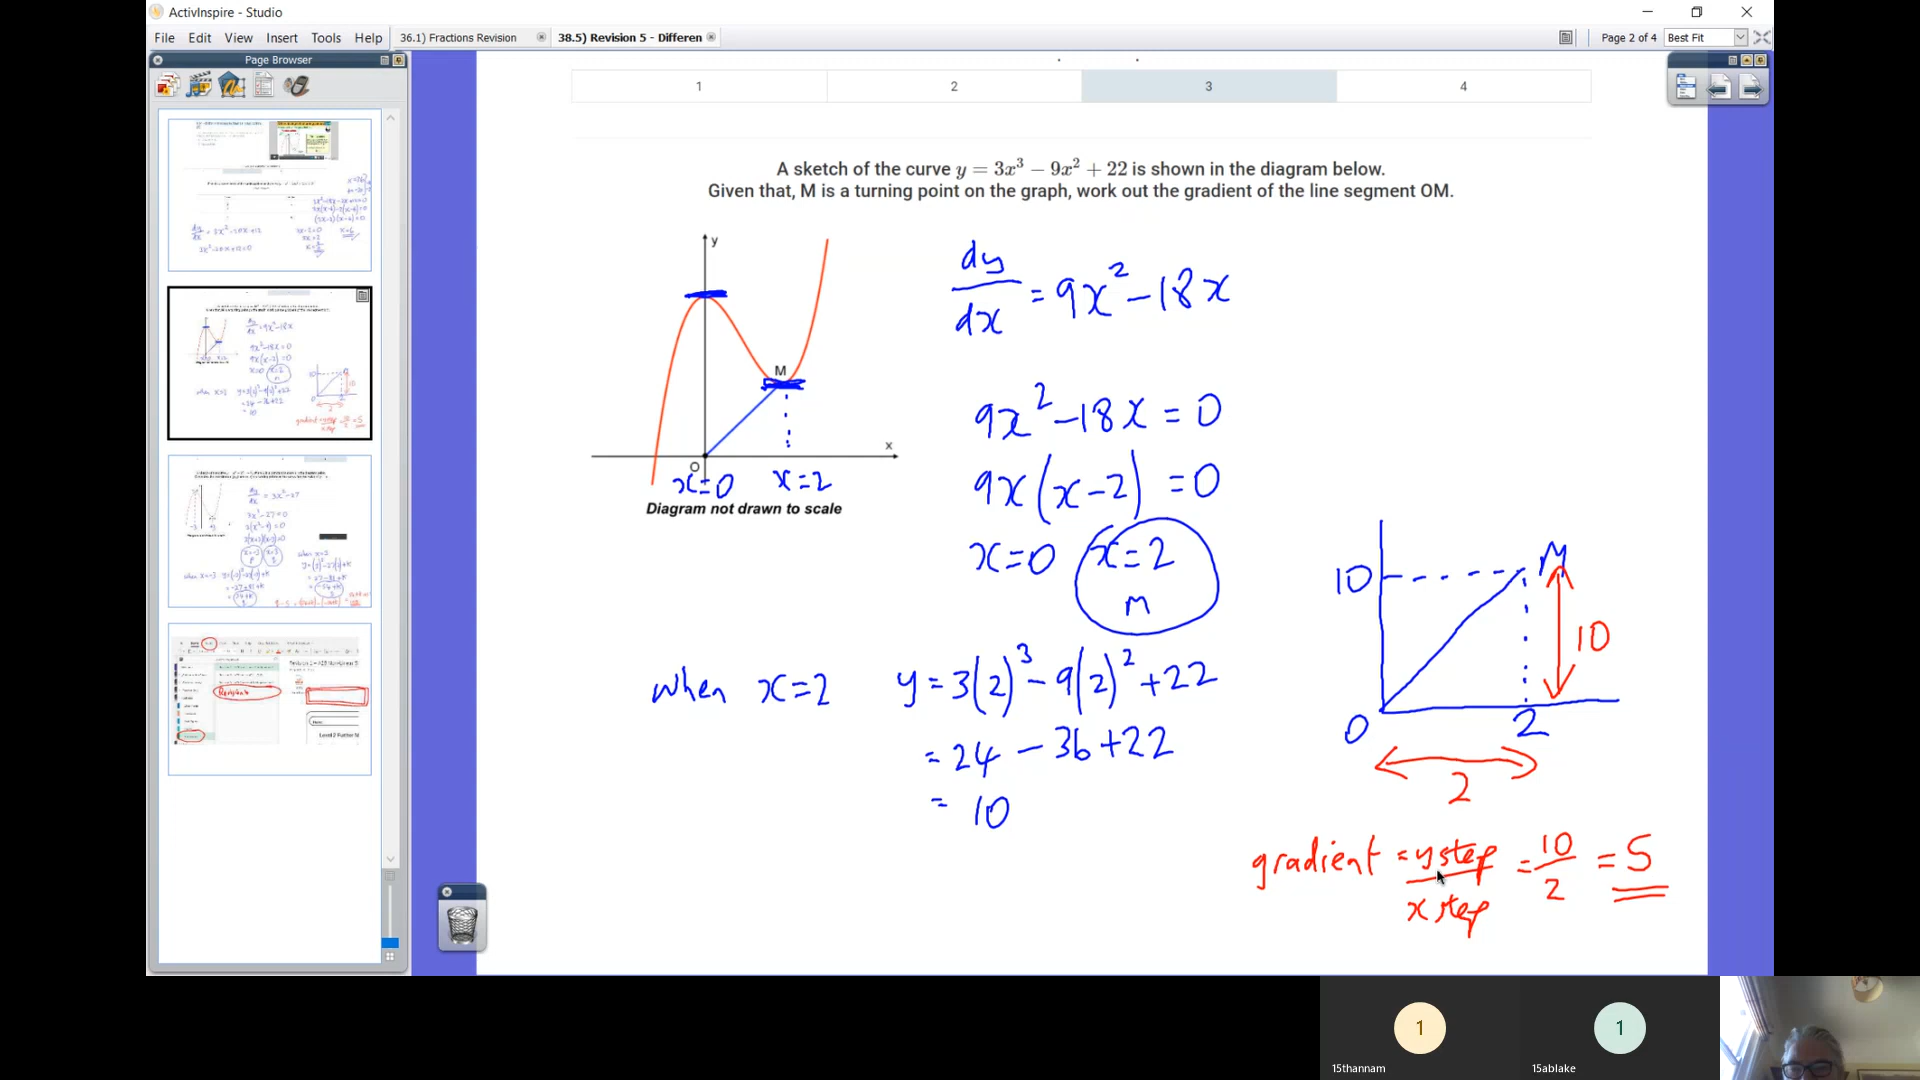 ActivInspire - Studio
File Edit View Insert Tools Help
36.1) Fractions Revision
38.5) Revision 5 - Differen
Page 2 of 4
Best Fit
Page Browser
1 2 3 4
A sketch of the curve y = 3x³ − 9x² + 22 is shown in the diagram below.
Given that, M is a turning point on the graph, work out the gradient of the line segment OM.
y
M
x
O
x=0 x=2
Diagram not drawn to scale
dy/dx = 9x² − 18x
9x² − 18x = 0
9x(x−2) = 0
x=0 x=2
m
when x=2 y = 3(2)³ − 9(2)² + 22
= 24 − 36 + 22
= 10
10 M
10
0 2
2
gradient = y step / x step = 10/2 = 5
1 1
15thannam 15ablake